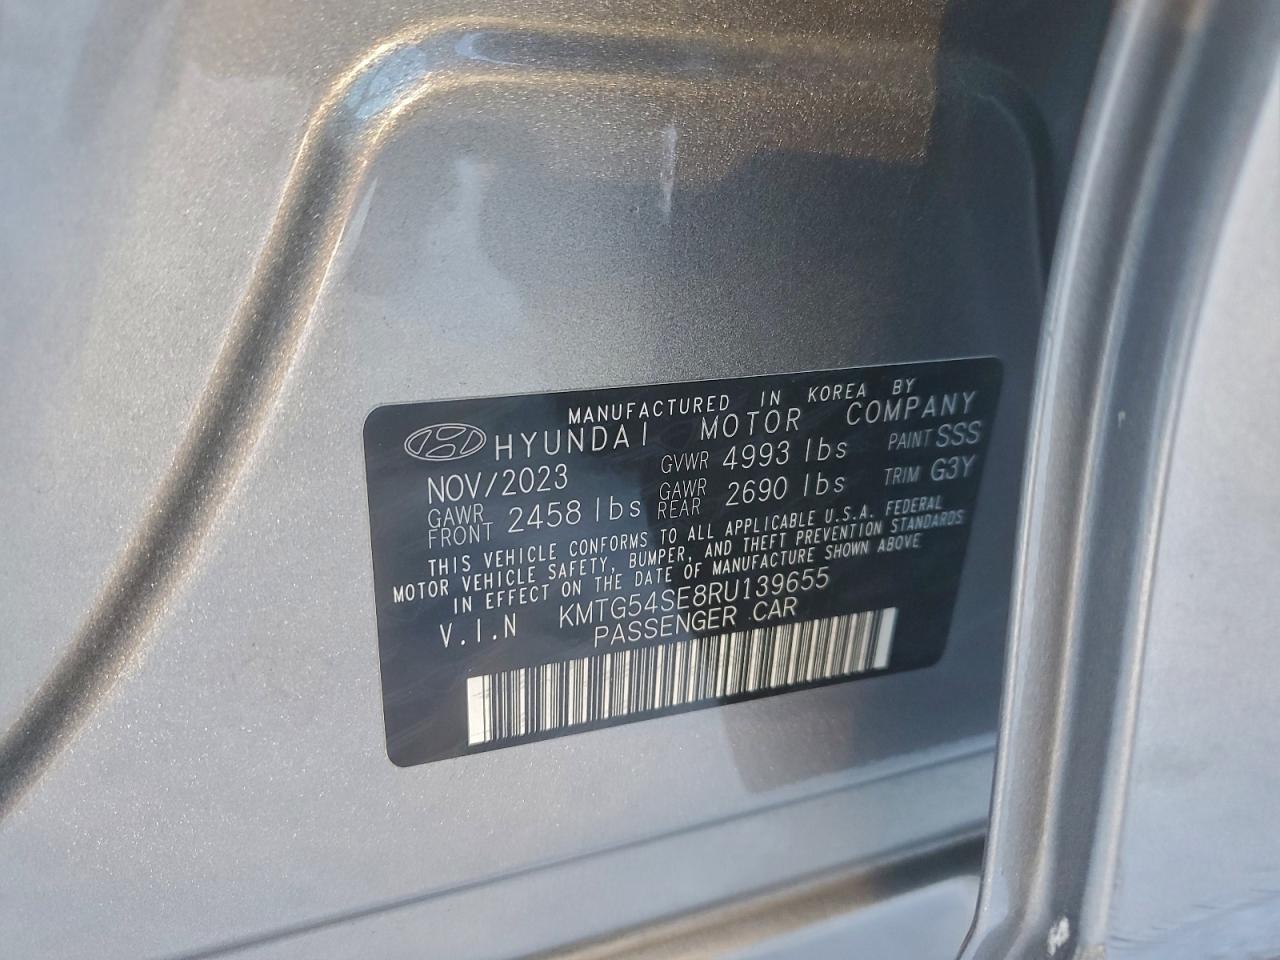 MANUFACTURED IN KOREA BY
HYUNDAI MOTOR COMPANY
NOV/2023 GVWR 4993 lbs PAINT SSS
GAWR FRONT 2458 lbs GAWR REAR 2690 lbs TRIM G3Y
THIS VEHICLE CONFORMS TO ALL APPLICABLE U.S.A. FEDERAL
MOTOR VEHICLE SAFETY, BUMPER, AND THEFT PREVENTION STANDARDS
IN EFFECT ON THE DATE OF MANUFACTURE SHOWN ABOVE
V.I.N KMTG54SE8RU139655
PASSENGER CAR